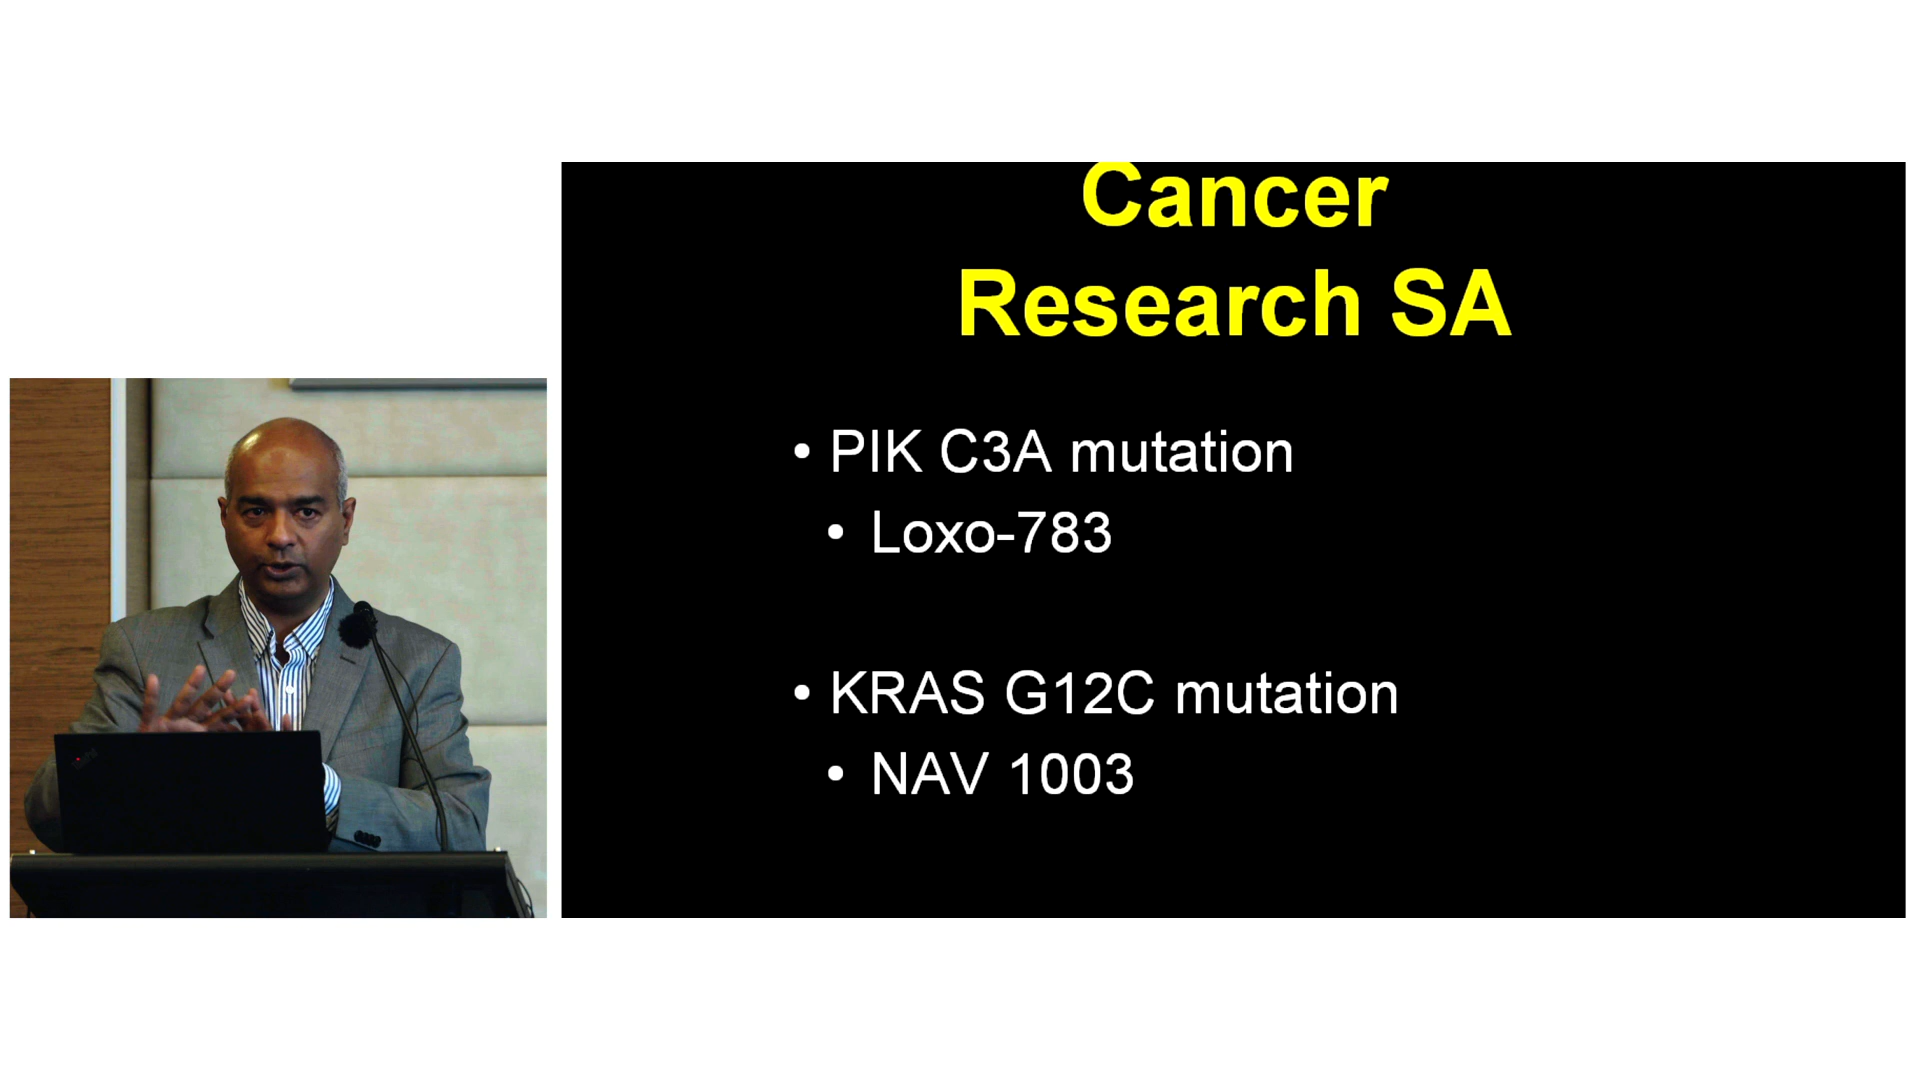 Cancer
Research SA
• PIK C3A mutation
• Loxo-783
• KRAS G12C mutation
• NAV 1003